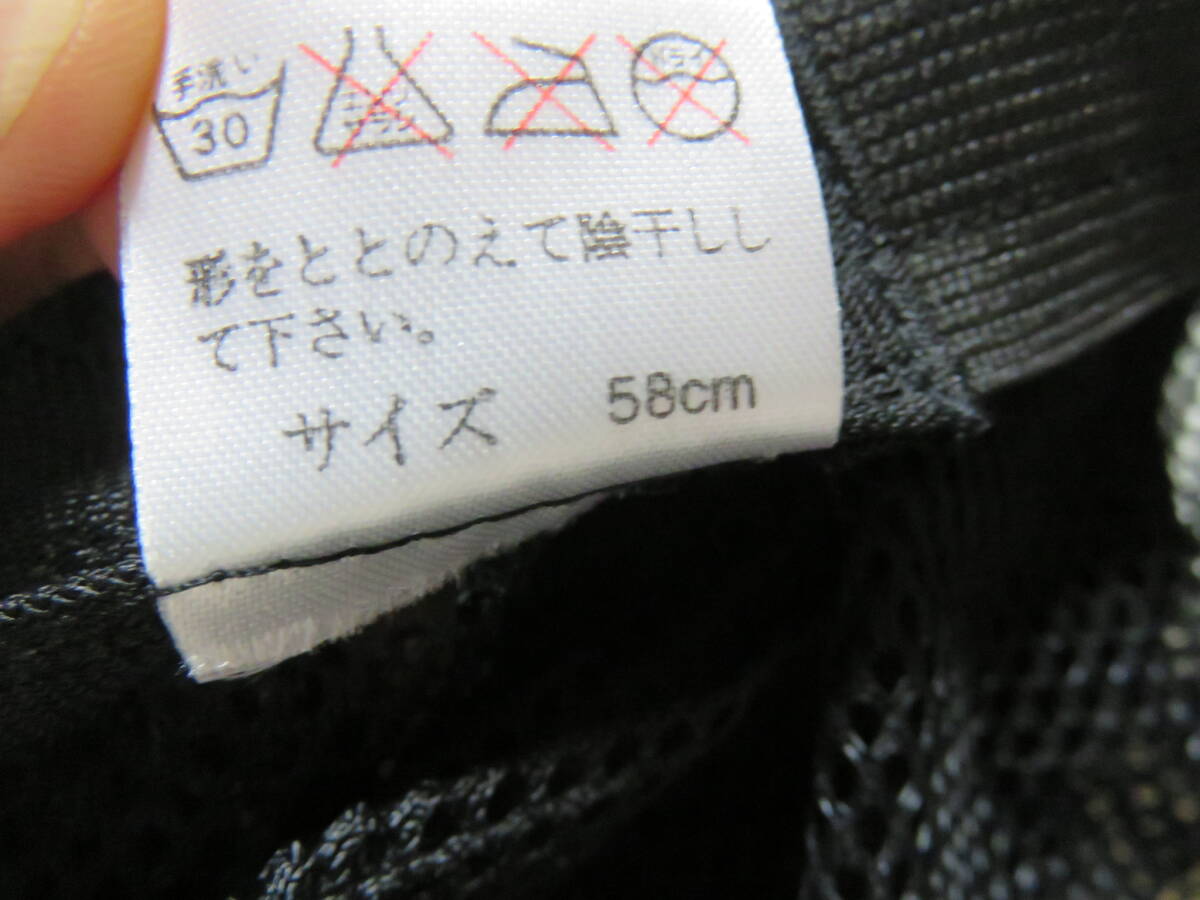 手洗い
30
形をととのえて陰干しし
て下さい。
サイズ 58cm